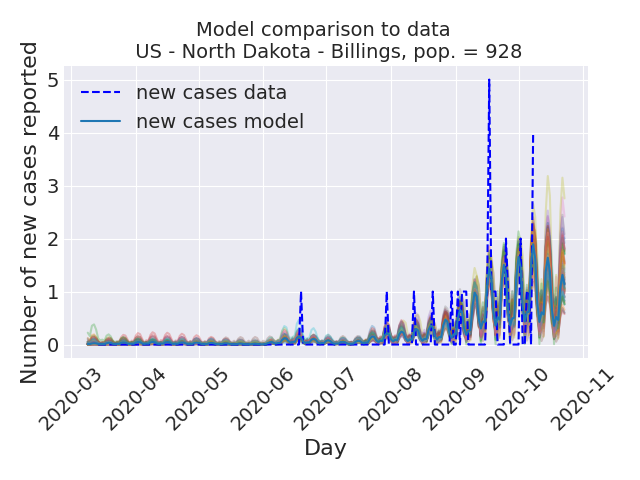 Model comparison to data
US - North Dakota - Billings, pop. = 928
Number of new cases reported
5
4
3
2
1
0
new cases data
new cases model
2020-03
2020-04
2020-05
2020-06
2020-07
2020-08
2020-09
2020-10
2020-11
Day